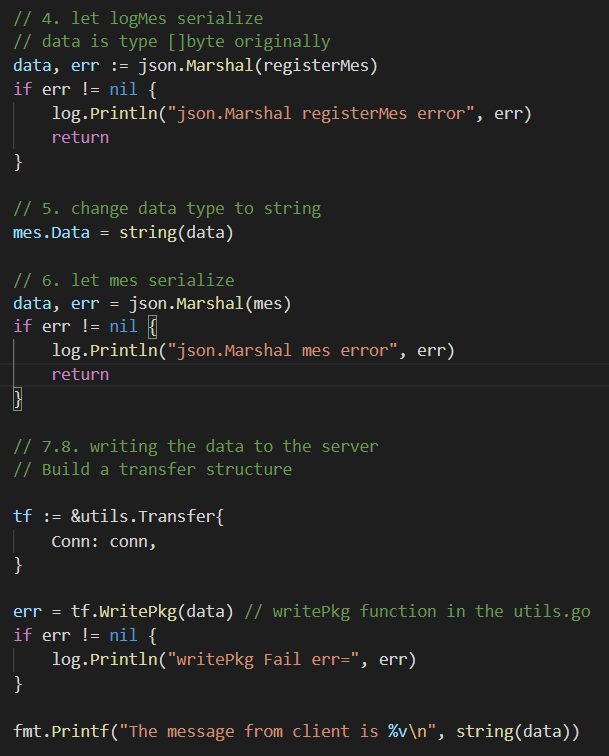 // 4. let logMes serialize
// data is type []byte originally
data, err := json.Marshal(registerMes)
if err != nil {
    log.Println("json.Marshal registerMes error", err)
    return
}
// 5. change data type to string
mes.Data = string(data)
// 6. let mes serialize
data, err = json.Marshal(mes)
if err != nil {
    log.Println("json.Marshal mes error", err)
    return
}
// 7.8. writing the data to the server
// Build a transfer structure
tf := &utils.Transfer{
    Conn: conn,
}
err = tf.WritePkg(data) // writePkg function in the utils.go
if err != nil {
    log.Println("writePkg Fail err=", err)
}
fmt.Printf("The message from client is %v\n", string(data))